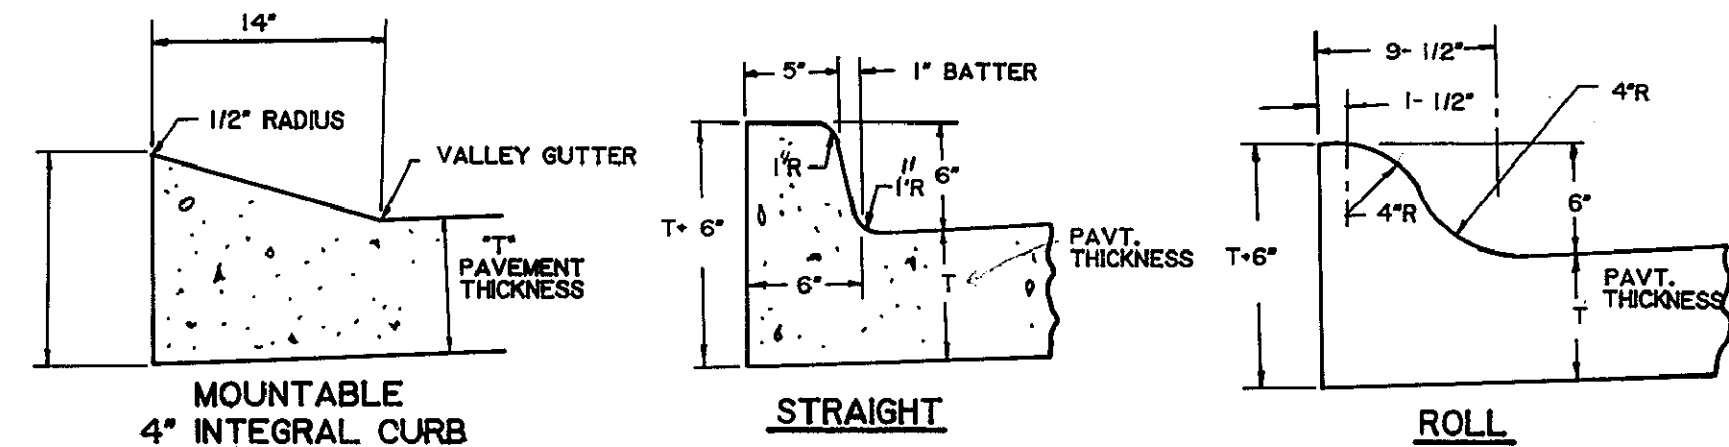 14"
1/2" RADIUS
VALLEY GUTTER
"T"
PAVEMENT
THICKNESS
MOUNTABLE
4" INTEGRAL CURB
5"
1" BATTER
1"R
1"R
6"
T+ 6"
6"
T
PAVT.
THICKNESS
STRAIGHT
9- 1/2"
1- 1/2"
4"R
4"R
6"
T+6"
PAVT.
THICKNESS
T
ROLL